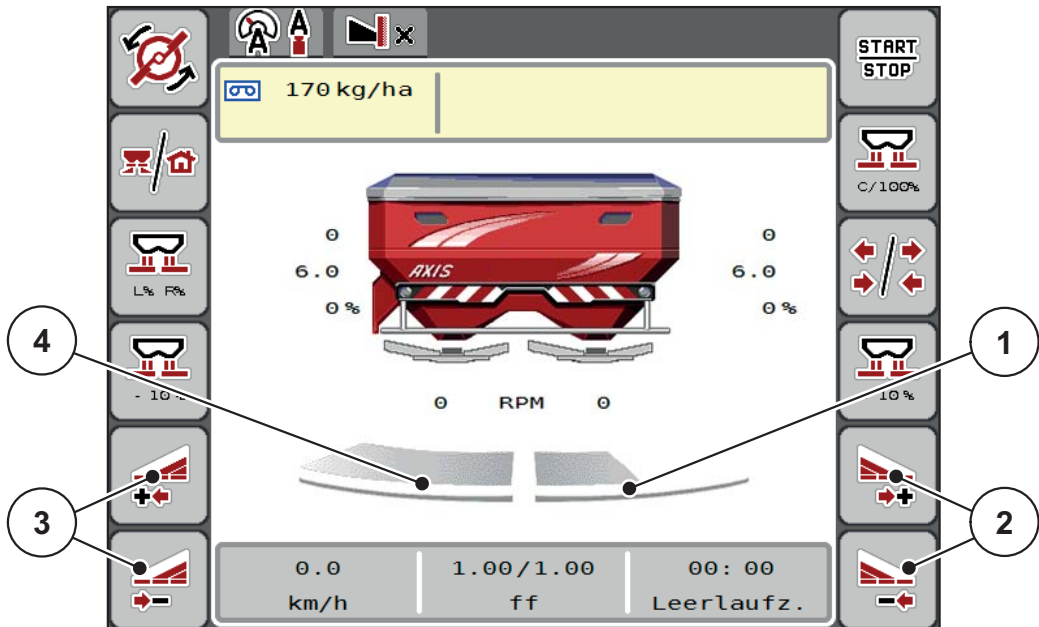 A A
x
START
STOP
170 kg/ha
C/100%
0 0
6.0 6.0
AXIS
0% 0%
L% R%
4
1
- 10%
10%
0 RPM 0
3
2
0.0 1.00/1.00 00:00
km/h ff Leerlaufz.